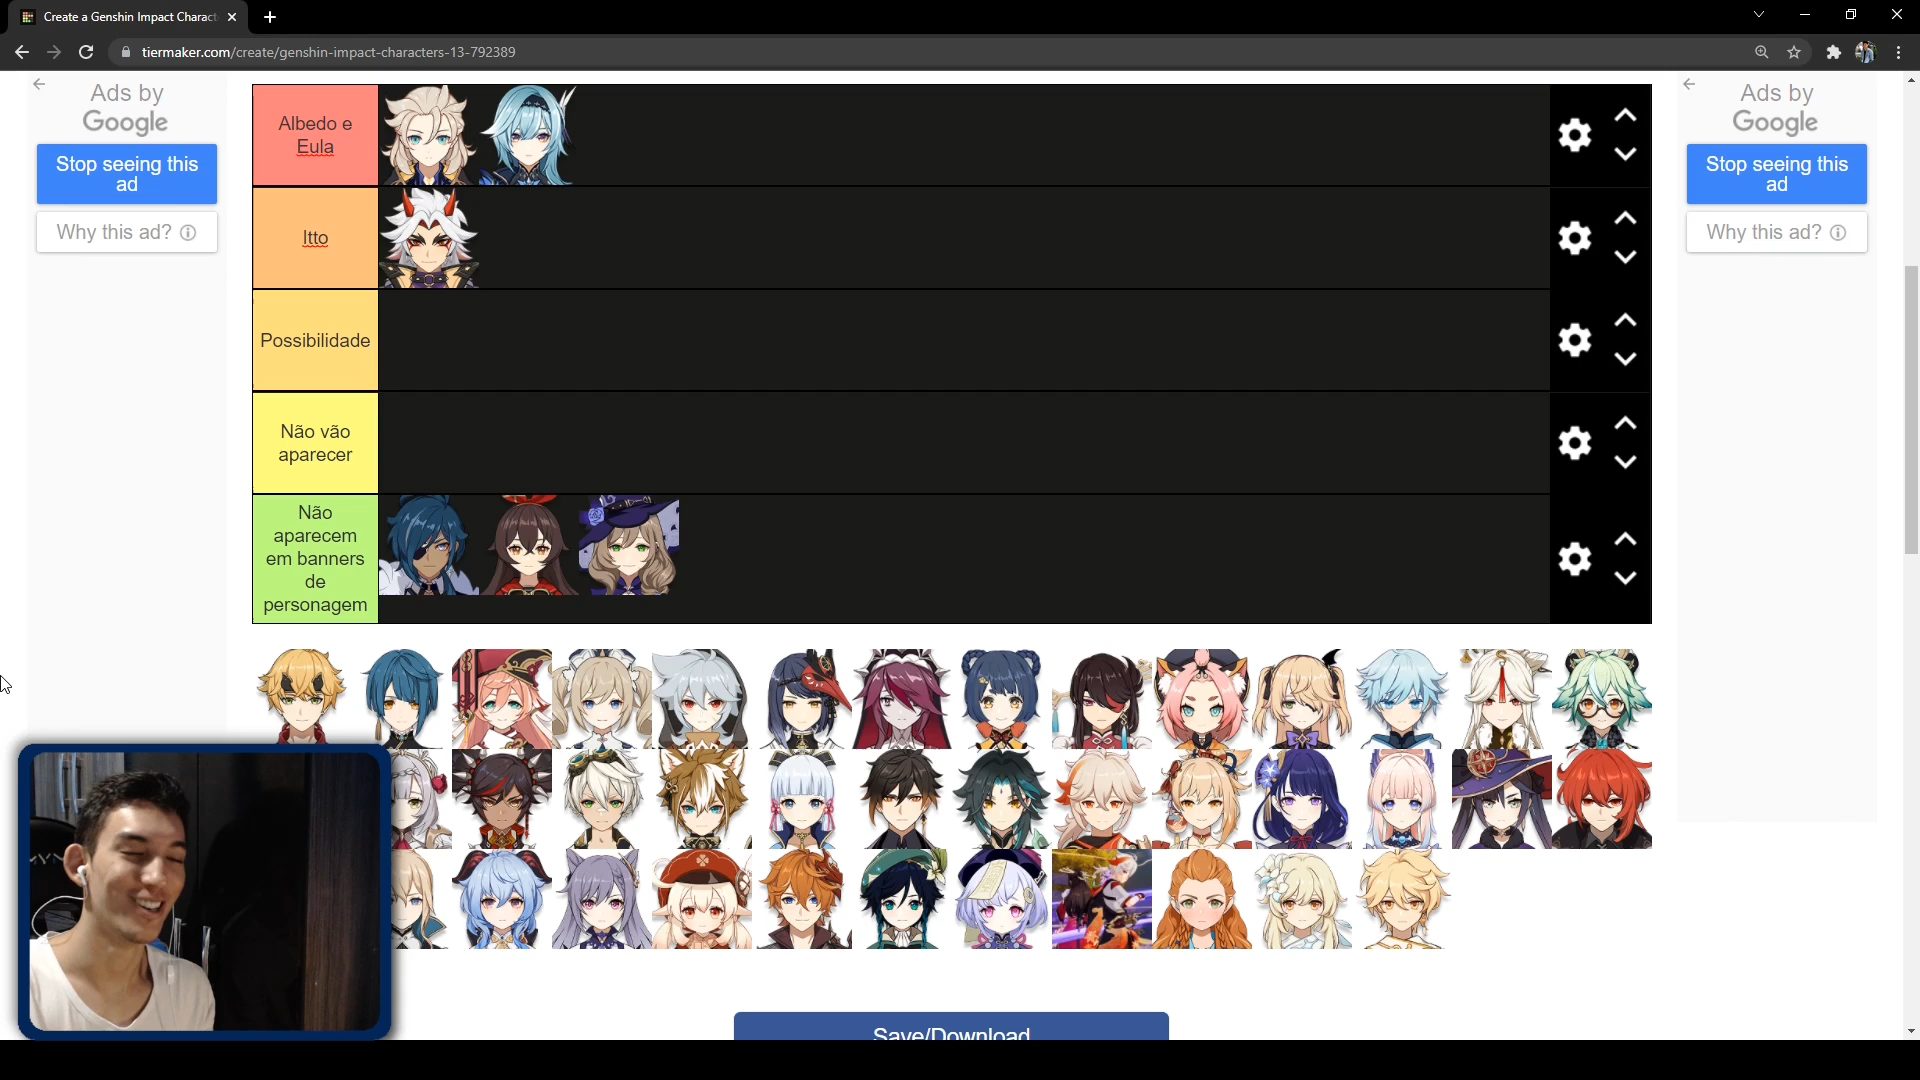 Create a Genshin Impact Charact
tiermaker.com/create/genshin-impact-characters-13-792389
Ads by
Google
Stop seeing this
ad
Why this ad?
Albedo e
Eula
Itto
Possibilidade
Não vão
aparecer
Não
aparecem
em banners
de
personagem
Ads by
Google
Stop seeing this
ad
Why this ad?
Save/Download